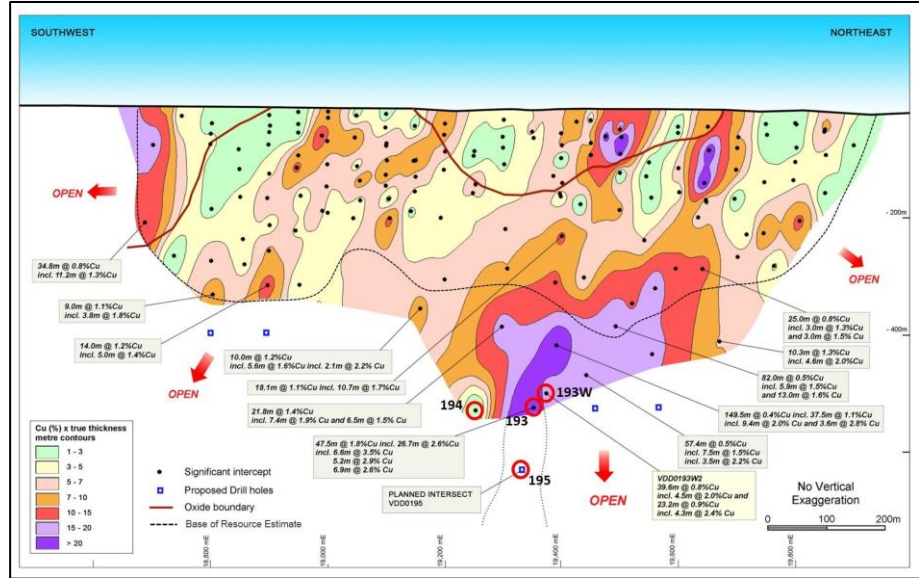 SOUTHWEST
NORTHEAST
OPEN
- 200m
OPEN
34.8m @ 0.8%Cu
incl. 11.2m @ 1.3%Cu
9.0m @ 1.1%Cu
incl. 3.8m @ 1.8%Cu
14.0m @ 1.2%Cu
Incl. 5.0m @ 1.4%Cu
OPEN
10.0m @ 1.2%Cu
incl. 5.6m @ 1.6%Cu incl. 2.1m @ 2.2% Cu
18.1m @ 1.1%Cu incl. 10.7m @ 1.7%Cu
21.8m @ 1.4%Cu
incl. 7.4m @ 1.9% Cu and 6.5m @ 1.5% Cu
47.5m @ 1.8%Cu incl. 26.7m @ 2.6%Cu
incl. 6.6m @ 3.5%Cu
5.2m @ 2.9%Cu
6.9m @ 2.6%Cu
194
193
193W
195
PLANNED INTERSECT
VDD0195
- 400m
25.0m @ 0.8%Cu
incl. 3.0m @ 1.3%Cu
and 3.0m @ 1.5% Cu
10.3m @ 1.3%Cu
incl. 4.6m @ 2.0%Cu
82.0m @ 0.5%Cu
incl. 5.9m @ 1.5%Cu
and 13.0m @ 1.6% Cu
149.5m @ 0.4%Cu incl. 37.5m @ 1.1%Cu
incl. 9.4m @ 2.0% Cu and 3.6m @ 2.8% Cu
57.4m @ 0.5%Cu
incl. 7.5m @ 1.5%Cu
incl. 3.5m @ 2.2% Cu
VDD0193W2
39.6m @ 0.8%Cu
incl. 4.5m @ 2.0%Cu and
23.2m @ 0.9%Cu
incl. 4.3m @ 2.4% Cu
OPEN
No Vertical
Exaggeration
0 100 200m
Cu (%) x true thickness
metre contours
1 - 3
3 - 5
5 - 7
7 - 10
10 - 15
15 - 20
> 20
Significant intercept
Proposed Drill holes
Oxide boundary
Base of Resource Estimate
18,800 mE
19,000 mE
19,200 mE
19,400 mE
19,600 mE
19,800 mE